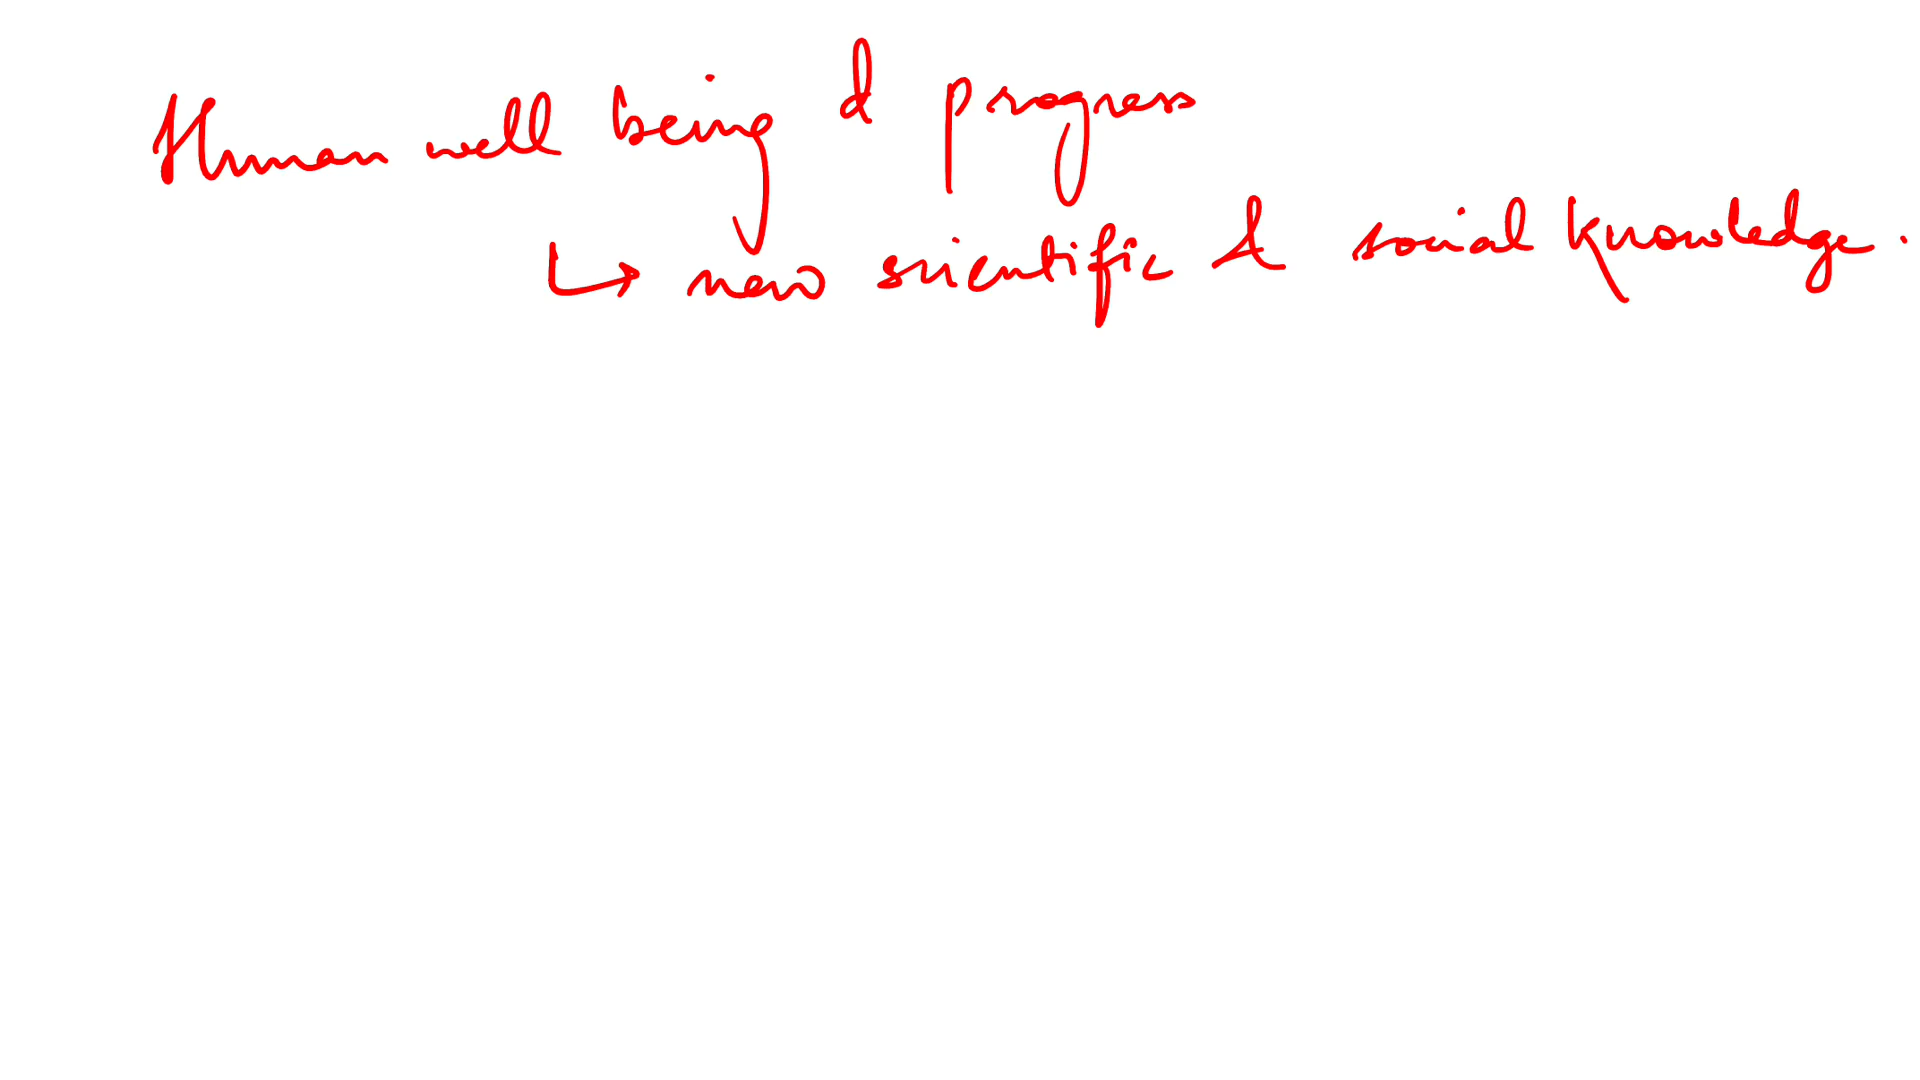 Human well being & progress
↳ new scientific & social knowledge.